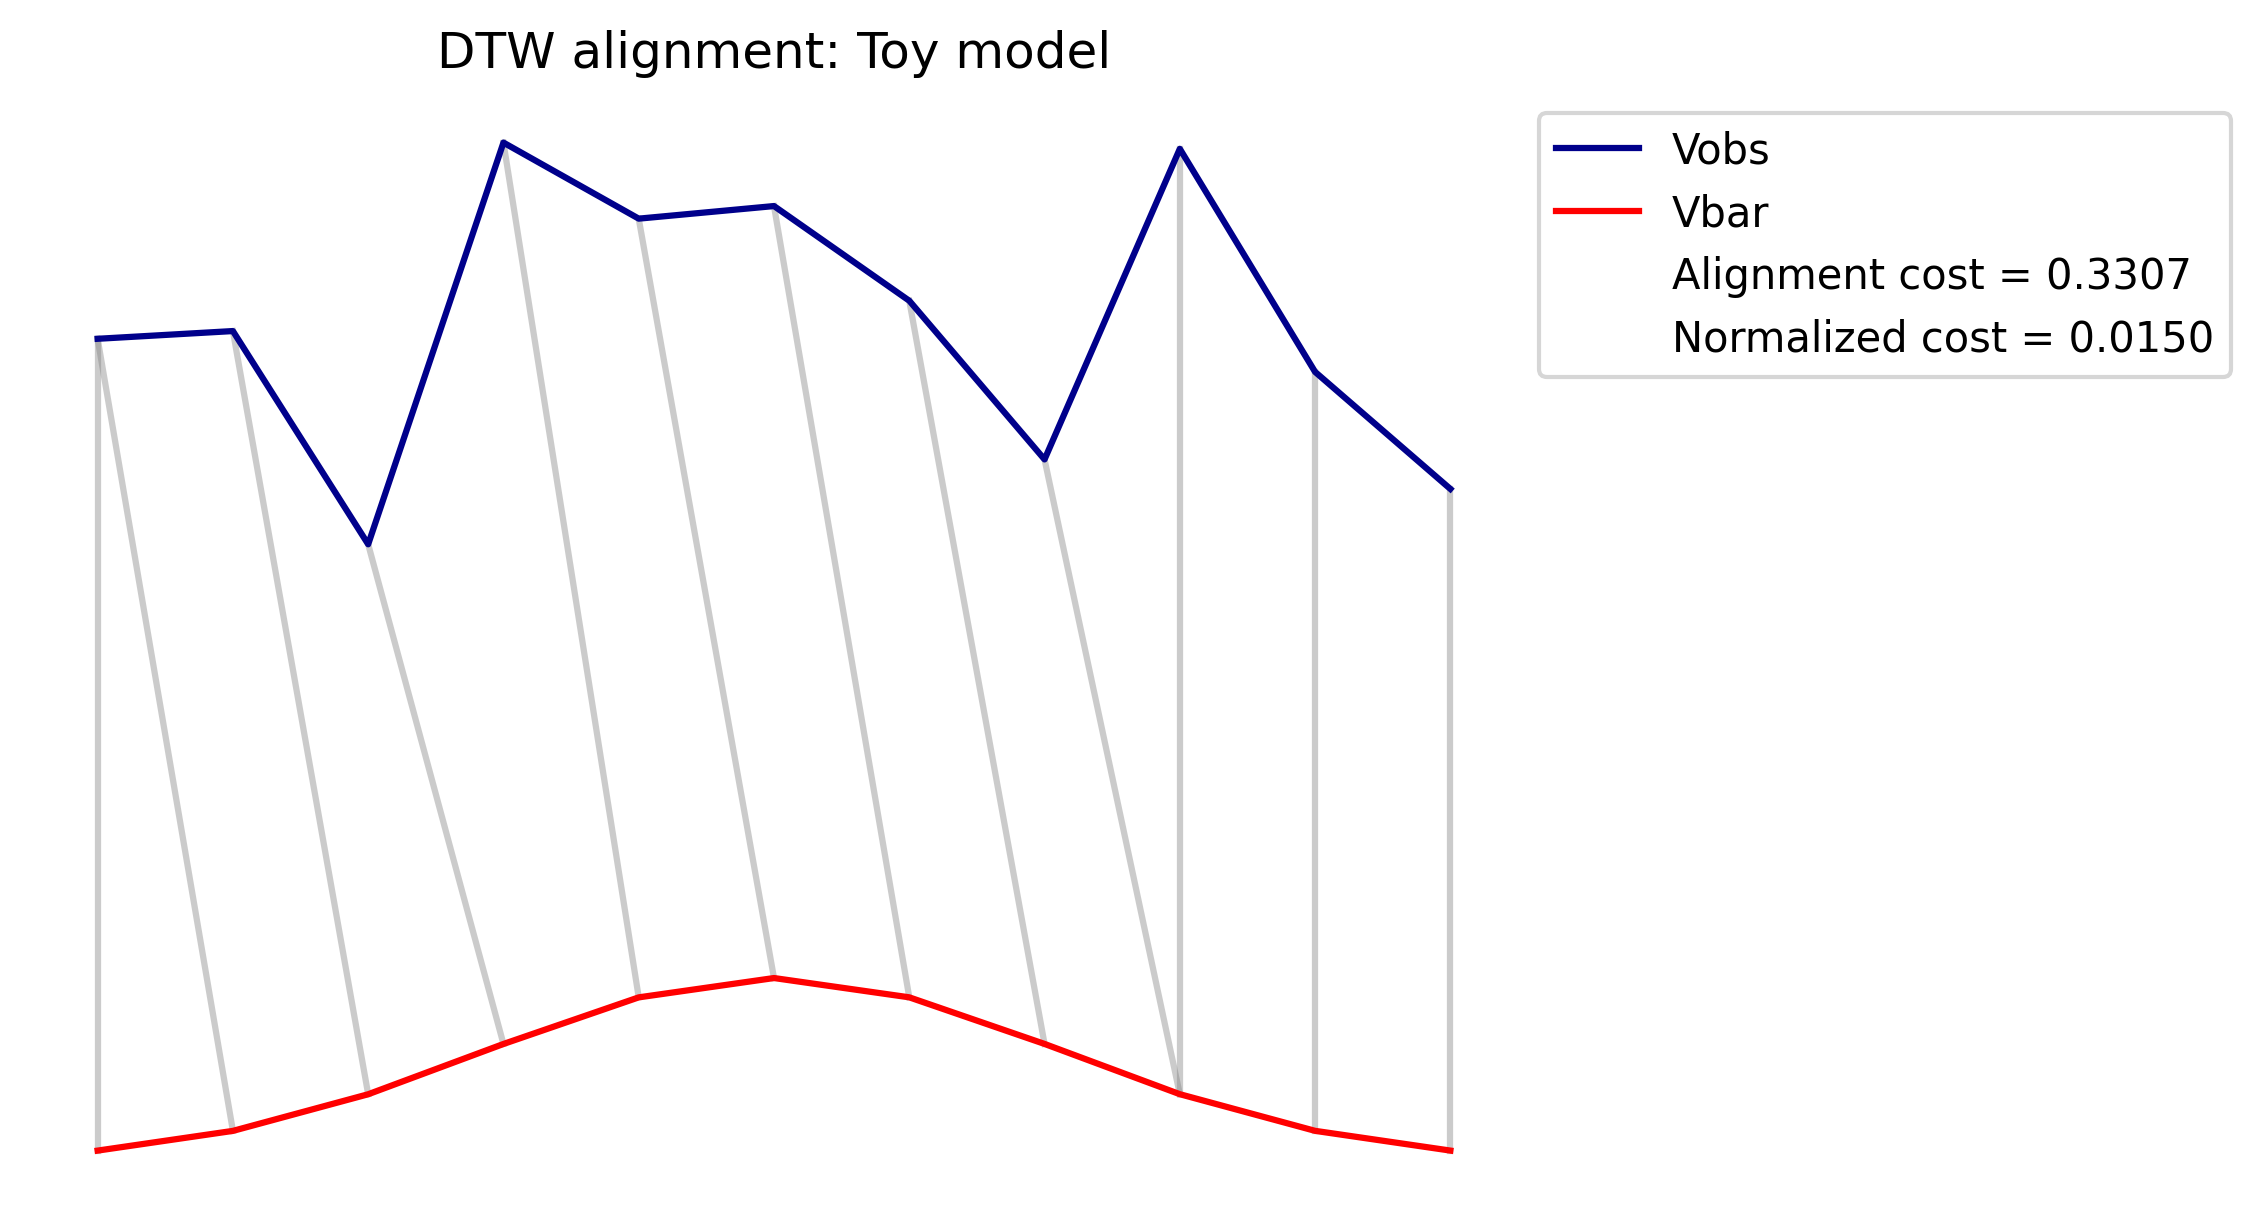 DTW alignment: Toy model
Vobs
Vbar
Alignment cost = 0.3307
Normalized cost = 0.0150